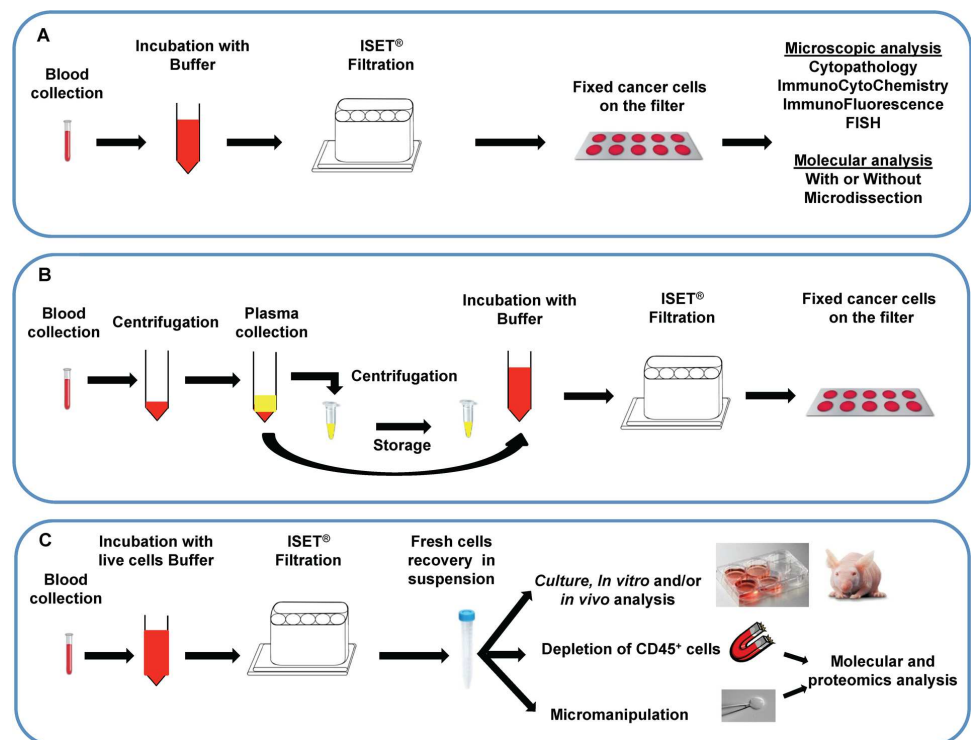 A
Blood
collection
Incubation with
Buffer
ISET®
Filtration
Fixed cancer cells
on the filter
Microscopic analysis
Cytopathology
ImmunoCytoChemistry
ImmunoFluorescence
FISH
Molecular analysis
With or Without
Microdissection
B
Blood
collection
Centrifugation
Plasma
collection
Centrifugation
Storage
Incubation with
Buffer
ISET®
Filtration
Fixed cancer cells
on the filter
C
Blood
collection
Incubation with
live cells Buffer
ISET®
Filtration
Fresh cells
recovery in
suspension
Culture, In vitro and/or
in vivo analysis
Depletion of CD45⁺ cells
Micromanipulation
Molecular and
proteomics analysis